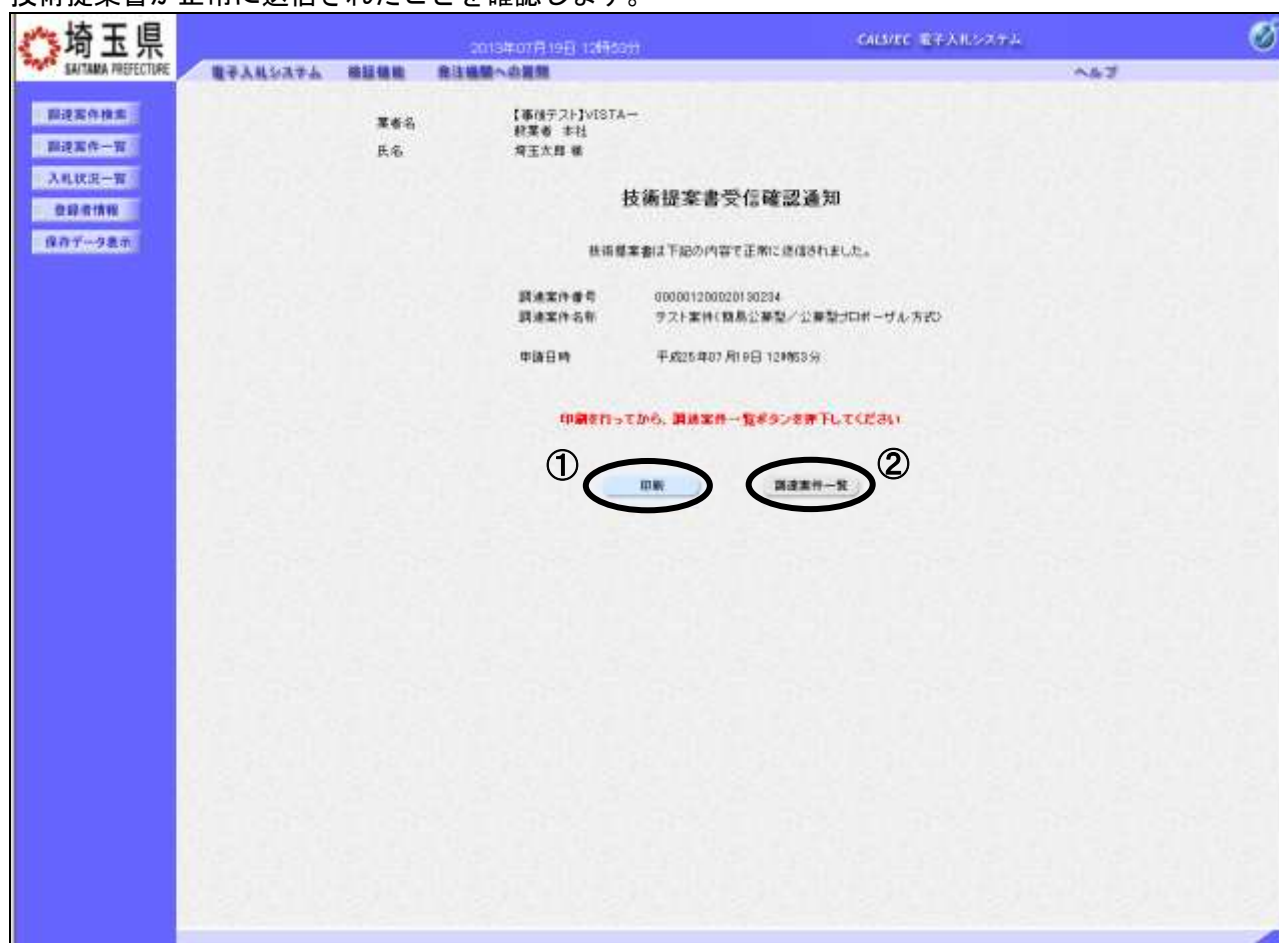 技術提案書が正常に送信されたことを確認します。
埼玉県
SAITAMA PREFECTURE
2013年07月19日 12時53分
CALS/EC 電子入札システム
電子入札システム 検証機能 発注機関への質問 ヘルプ
調達案件検索
調達案件一覧
入札状況一覧
登録者情報
保存データ表示
業者名 【事後テスト】VISTA一
般業者 本社
氏名 埼玉太郎 様
技術提案書受信確認通知
技術提案書は下記の内容で正常に送信されました。
調達案件番号 000001200020130234
調達案件名称 テスト案件(簡易公募型/公募型プロポーザル方式)
申請日時 平成25年07月19日 12時53分
印刷を行ってから、調達案件一覧ボタンを押下してください
① 印刷 調達案件一覧 ②